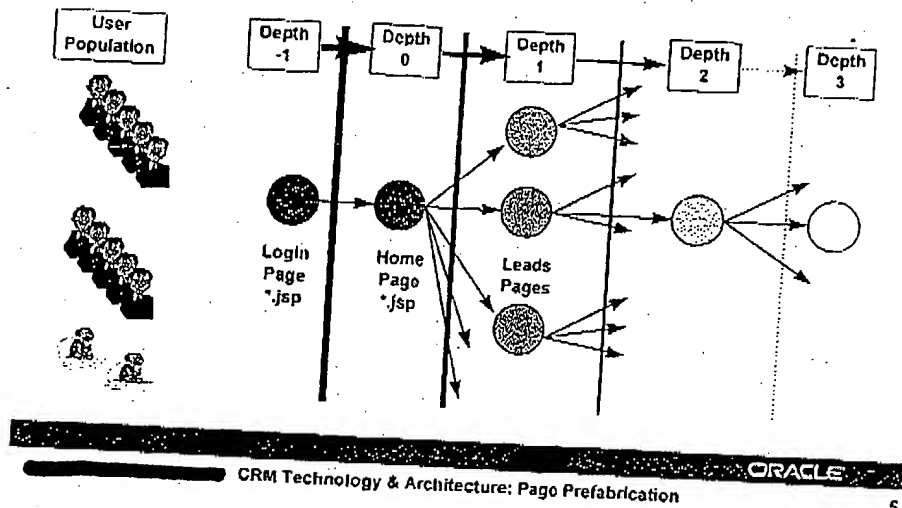 User
Population
Depth
-1
Depth
0
Depth
1
Depth
2
Depth
3
Login
Page
*.jsp
Home
Pago
*.jsp
Leads
Pages
ORACLE
CRM Technology & Architecture: Pago Prefabrication
5